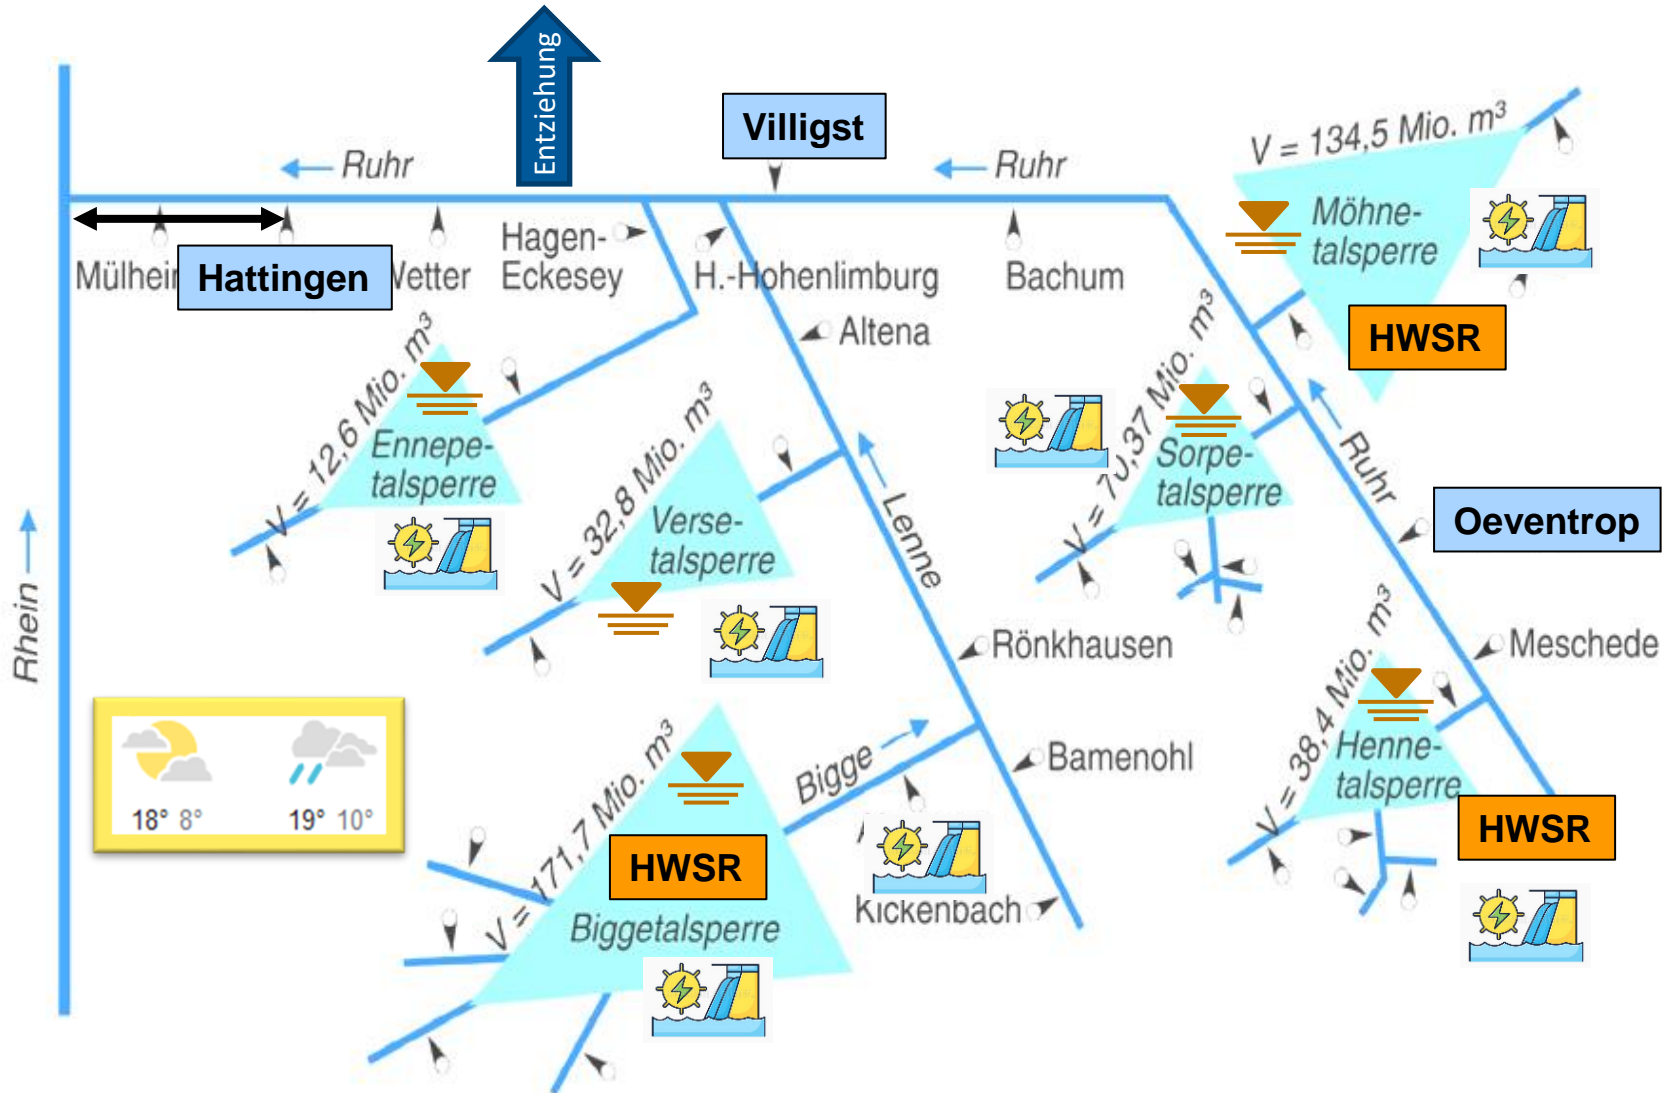 Entziehung
Villigst
V = 134,5 Mio. m³
Ruhr
Ruhr
Möhne-
talsperre
Hagen-
Eckesey
H.-Hohenlimburg
Bachum
Hattingen
Wetter
HWSR
Altena
V = 12,6 Mio. m³
Ennepe-
talsperre
V = 32,8 Mio. m³
Verse-
talsperre
V = 70,37 Mio. m³
Sorpe-
talsperre
Ruhr
Oeventrop
Lenne
Rhein
Rönkhausen
Meschede
V = 38,4 Mio. m³
Henne-
talsperre
HWSR
Bigge
Bamenohl
18° 8°
19° 10°
V = 171,7 Mio. m³
HWSR
Biggetalsperre
Kickenbach